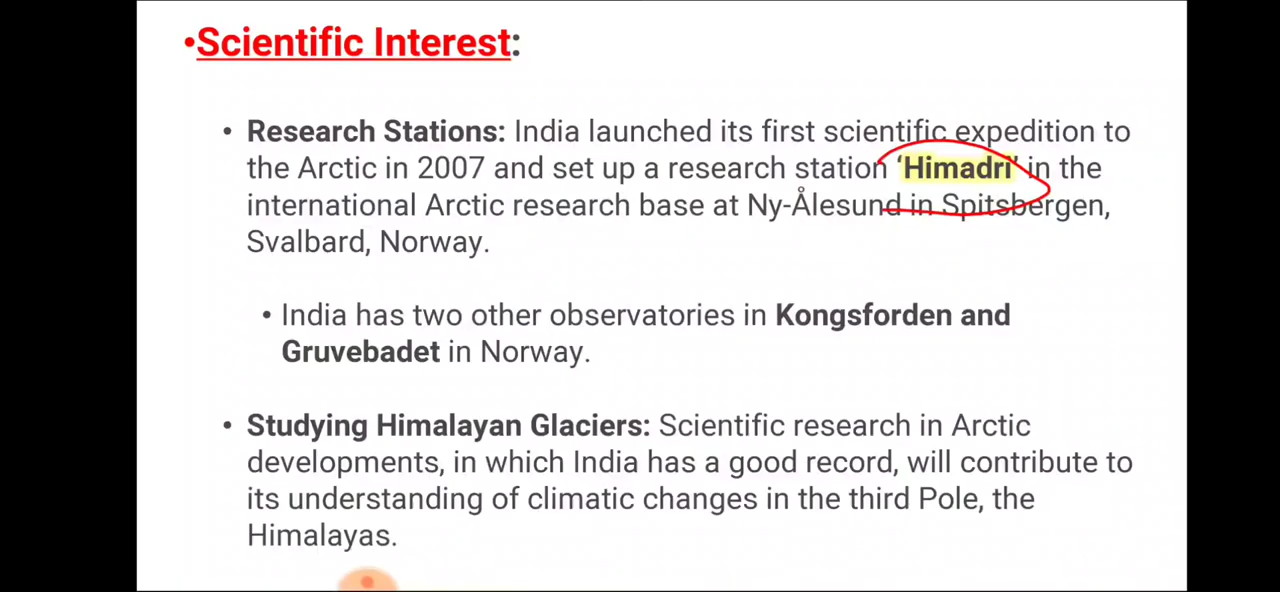 •Scientific Interest:
• Research Stations: India launched its first scientific expedition to
the Arctic in 2007 and set up a research station ‘Himadri’ in the
international Arctic research base at Ny-Ålesund in Spitsbergen,
Svalbard, Norway.
• India has two other observatories in Kongsforden and
Gruvebadet in Norway.
• Studying Himalayan Glaciers: Scientific research in Arctic
developments, in which India has a good record, will contribute to
its understanding of climatic changes in the third Pole, the
Himalayas.